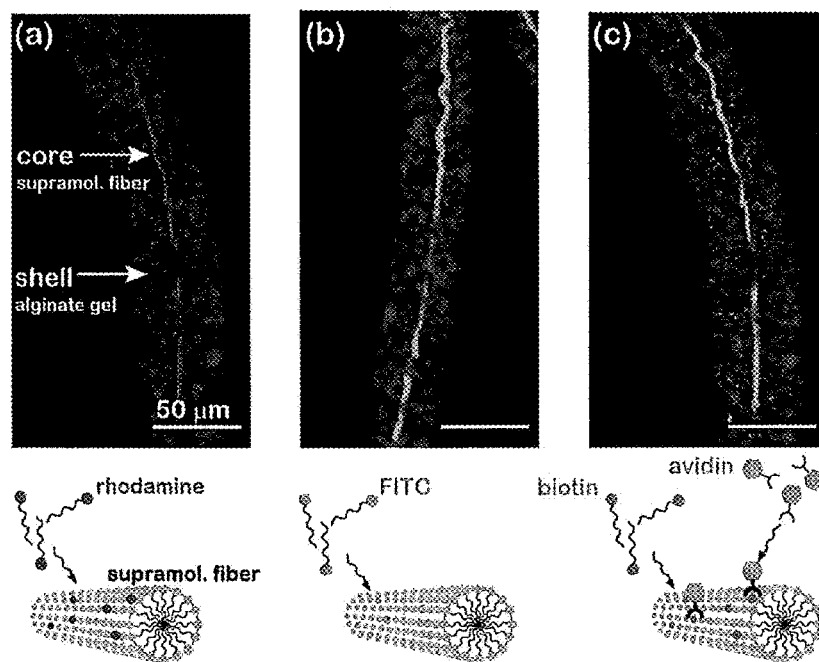 (a)
core
supramol. fiber
shell
alginate gel
50 μm
(b)
(c)
rhodamine
supramol. fiber
FITC
biotin
avidin